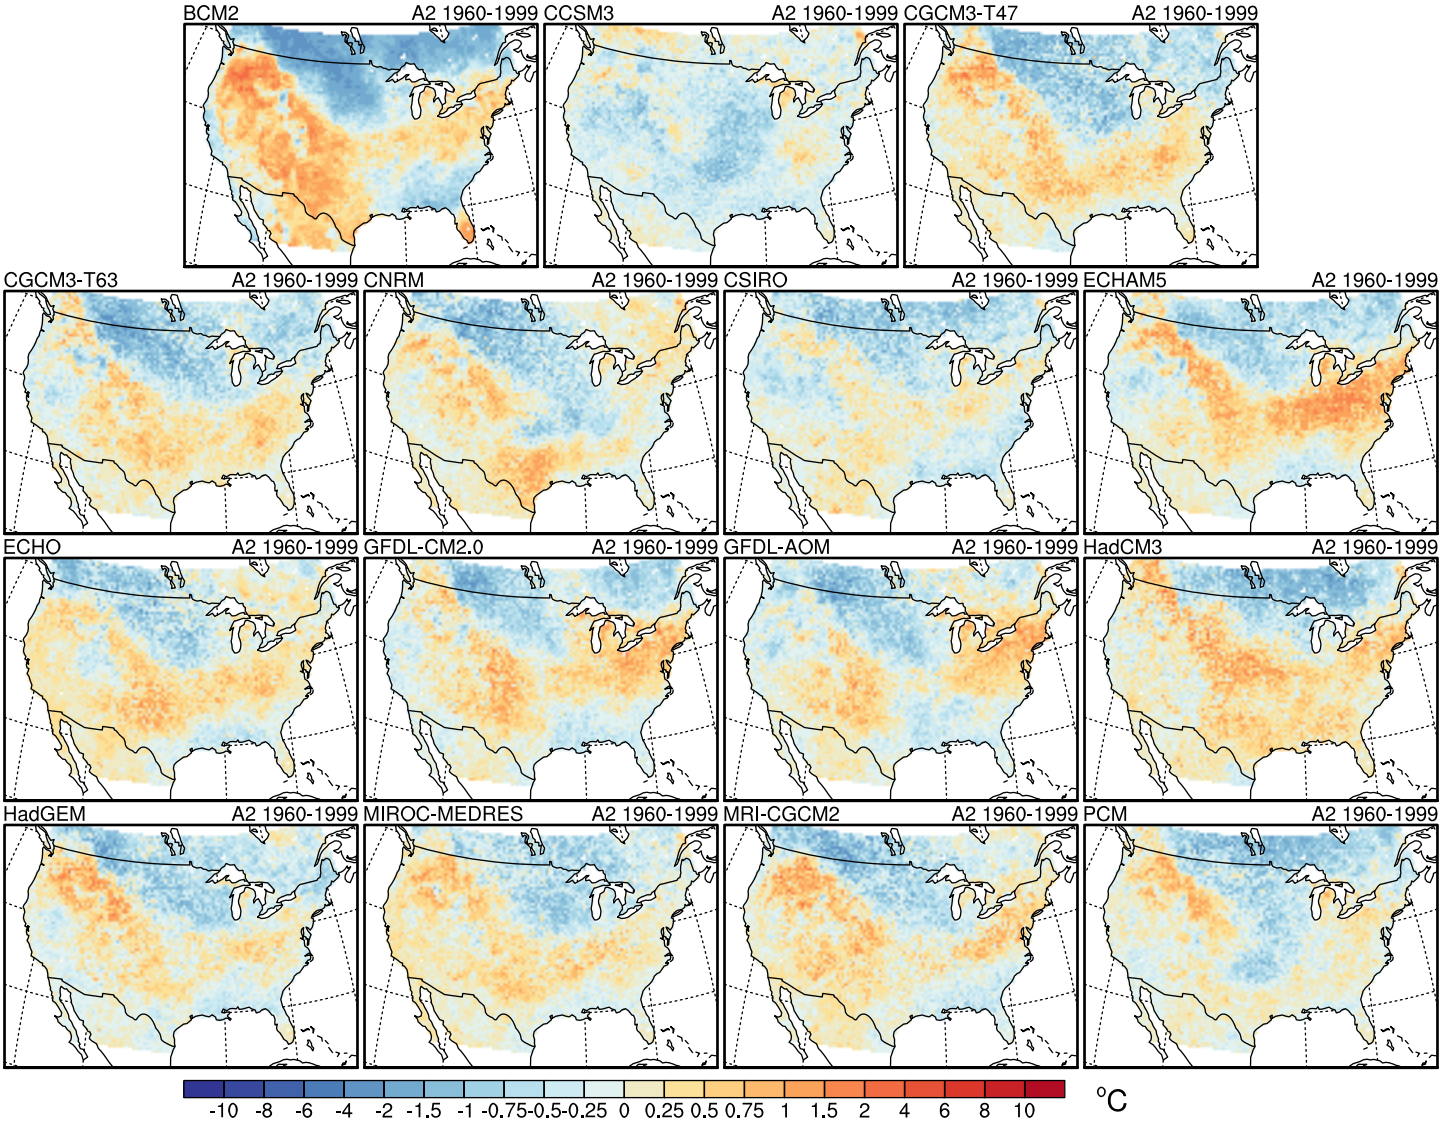 BCM2 A2 1960-1999 CCSM3 A2 1960-1999 CGCM3-T47 A2 1960-1999
CGCM3-T63 A2 1960-1999 CNRM A2 1960-1999 CSIRO A2 1960-1999 ECHAM5 A2 1960-1999
ECHO A2 1960-1999 GFDL-CM2.0 A2 1960-1999 GFDL-AOM A2 1960-1999 HadCM3 A2 1960-1999
HadGEM A2 1960-1999 MIROC-MEDRES A2 1960-1999 MRI-CGCM2 A2 1960-1999 PCM A2 1960-1999
-10 -8 -6 -4 -2 -1.5 -1 -0.75 -0.5 -0.25 0 0.25 0.5 0.75 1 1.5 2 4 6 8 10 °C